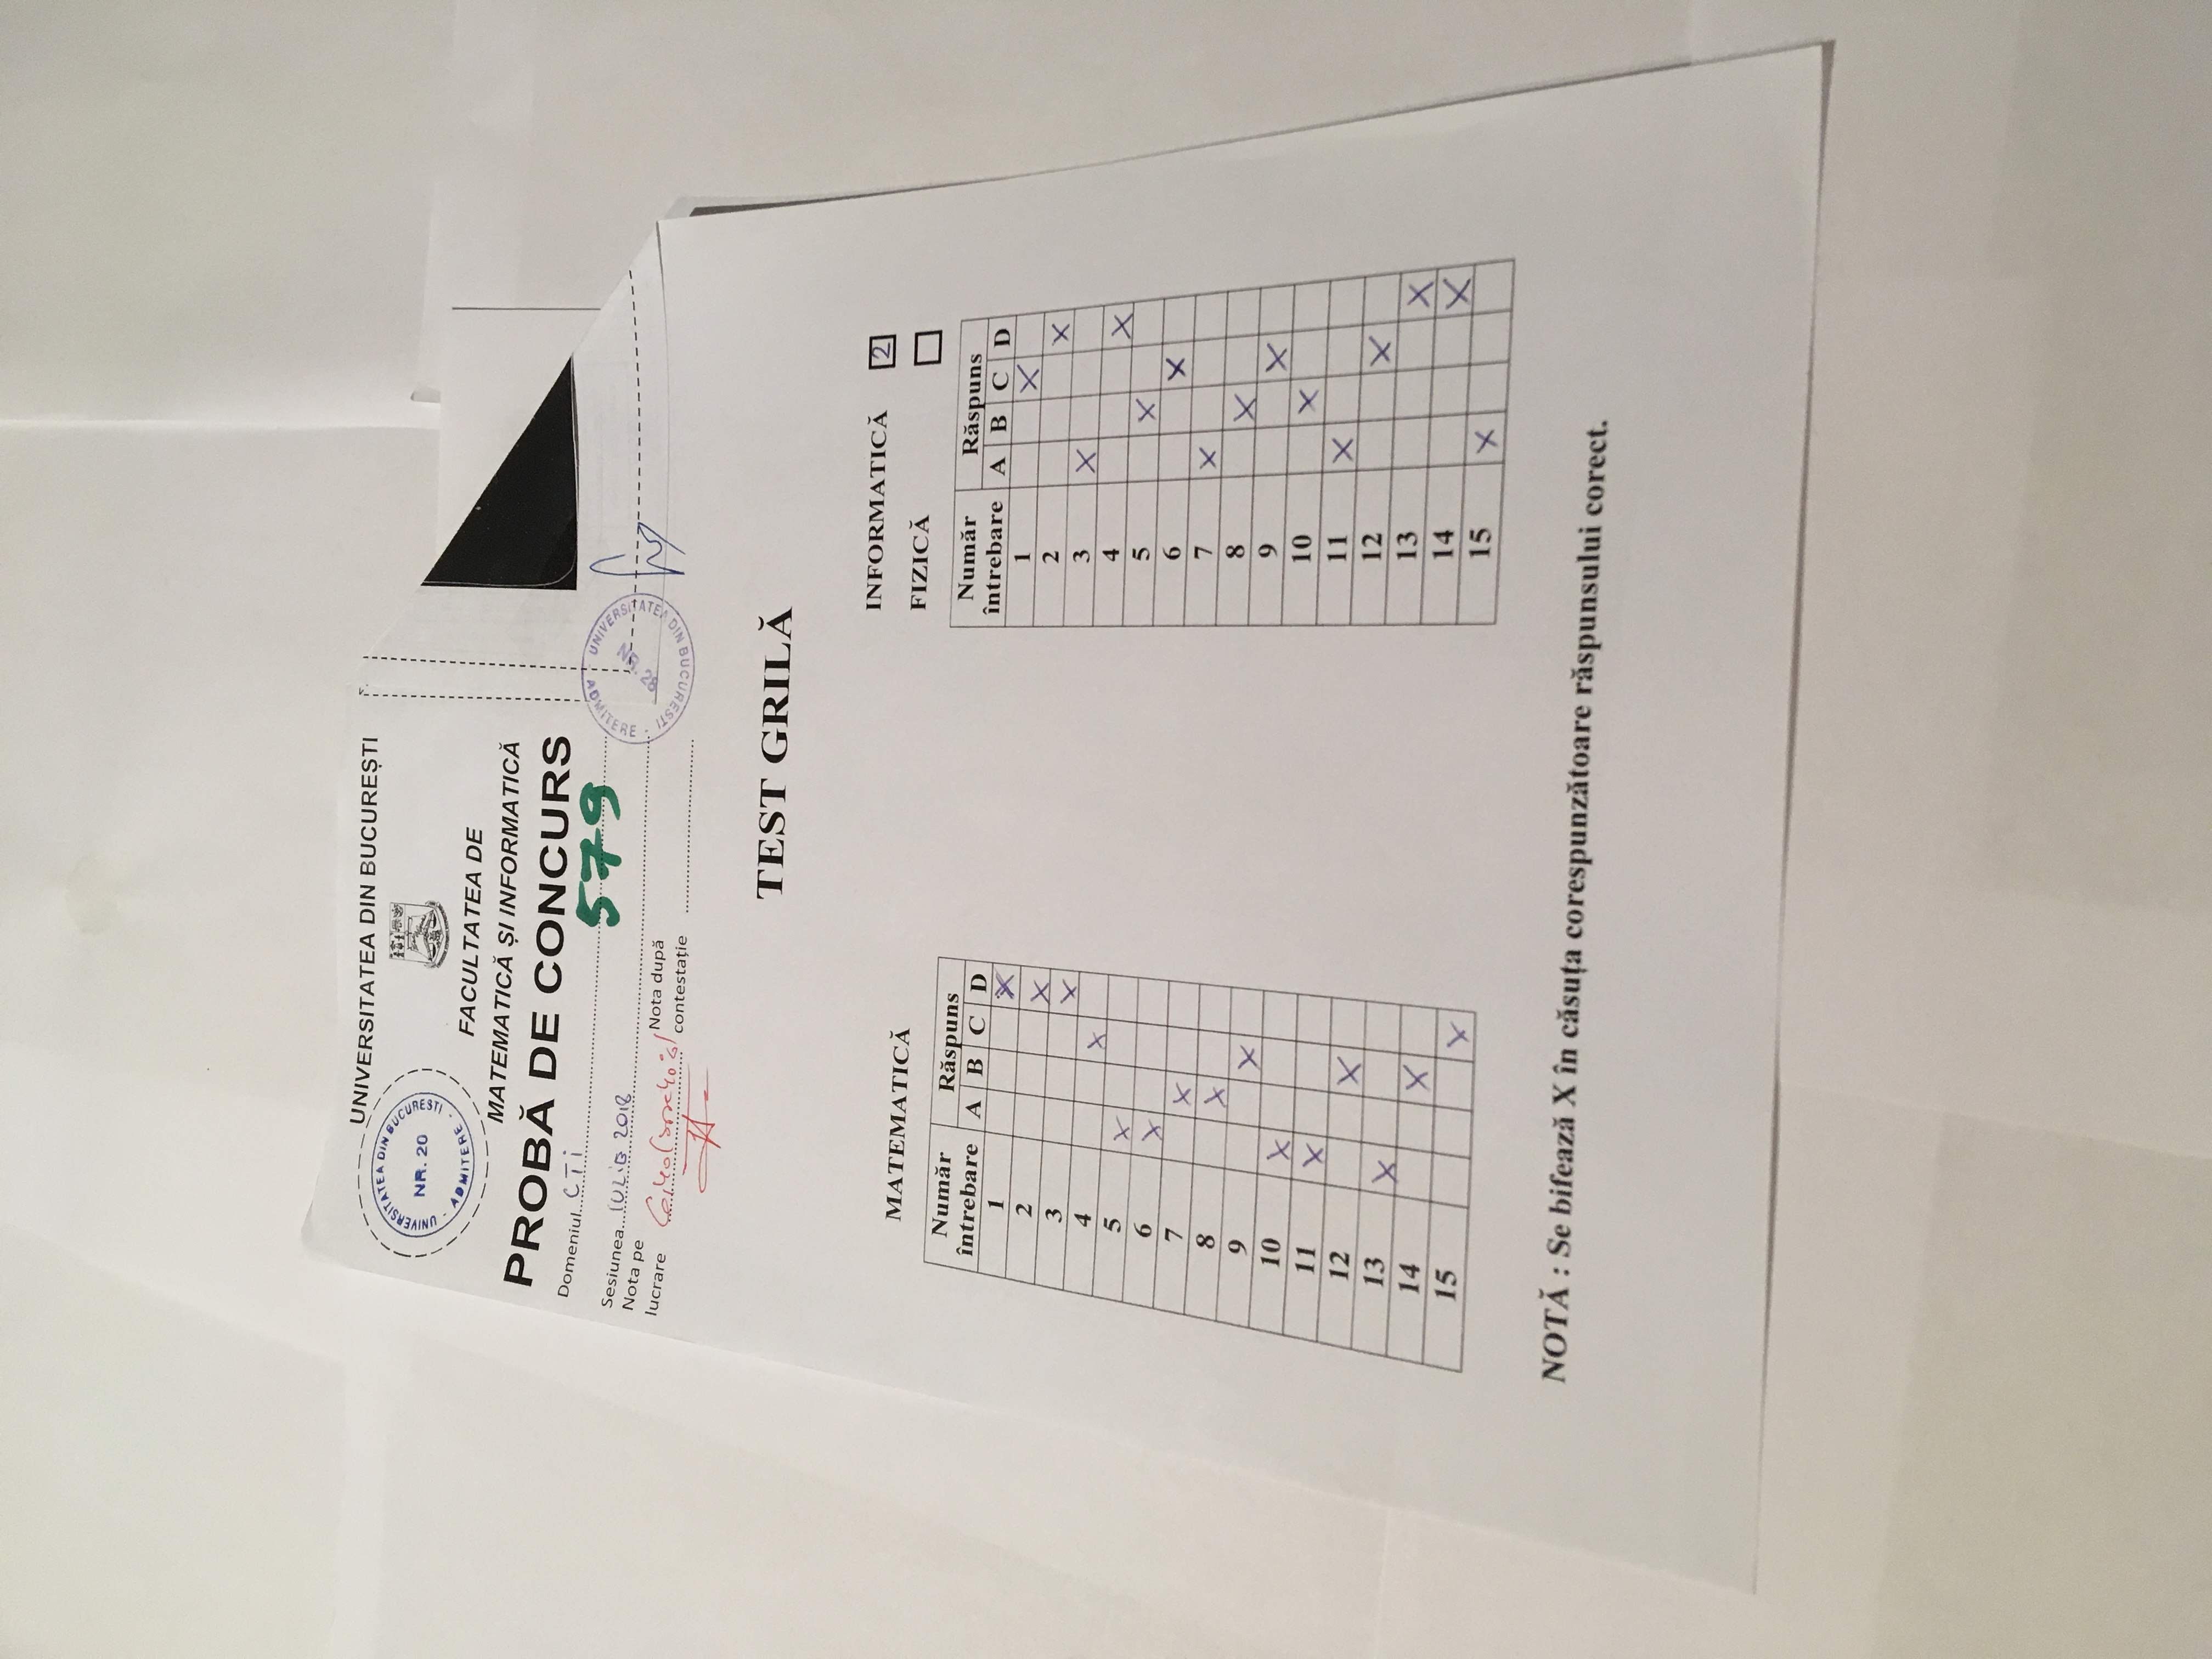 UNIVERSITATEA DIN BUCUREȘTI
UNIVERSITATEA DIN BUCURESTI
NR. 20
ADMITERE
FACULTATEA DE
MATEMATICĂ ȘI INFORMATICĂ
PROBĂ DE CONCURS
Domeniul CTi
579
Sesiunea IULIE 2018
Nota pe
lucrare
Nota după
contestație
UNIVERSITATEA DIN BUCURESTI
NR. 28
ADMITERE
TEST GRILĂ
MATEMATICĂ
Număr
întrebare
Răspuns
A B C D
1 X
2 X
3 X
4 X
5 X
6 X
7 X
8 X
9 X
10 X
11 X
12 X
13 X
14 X
15 X
INFORMATICĂ 2
FIZICĂ
Număr
întrebare
Răspuns
A B C D
1 X
2 X
3 X
4 X
5 X
6 X
7 X
8 X
9 X
10 X
11 X
12 X
13 X
14 X
15 X
NOTĂ : Se bifează X în căsuța corespunzătoare răspunsului corect.